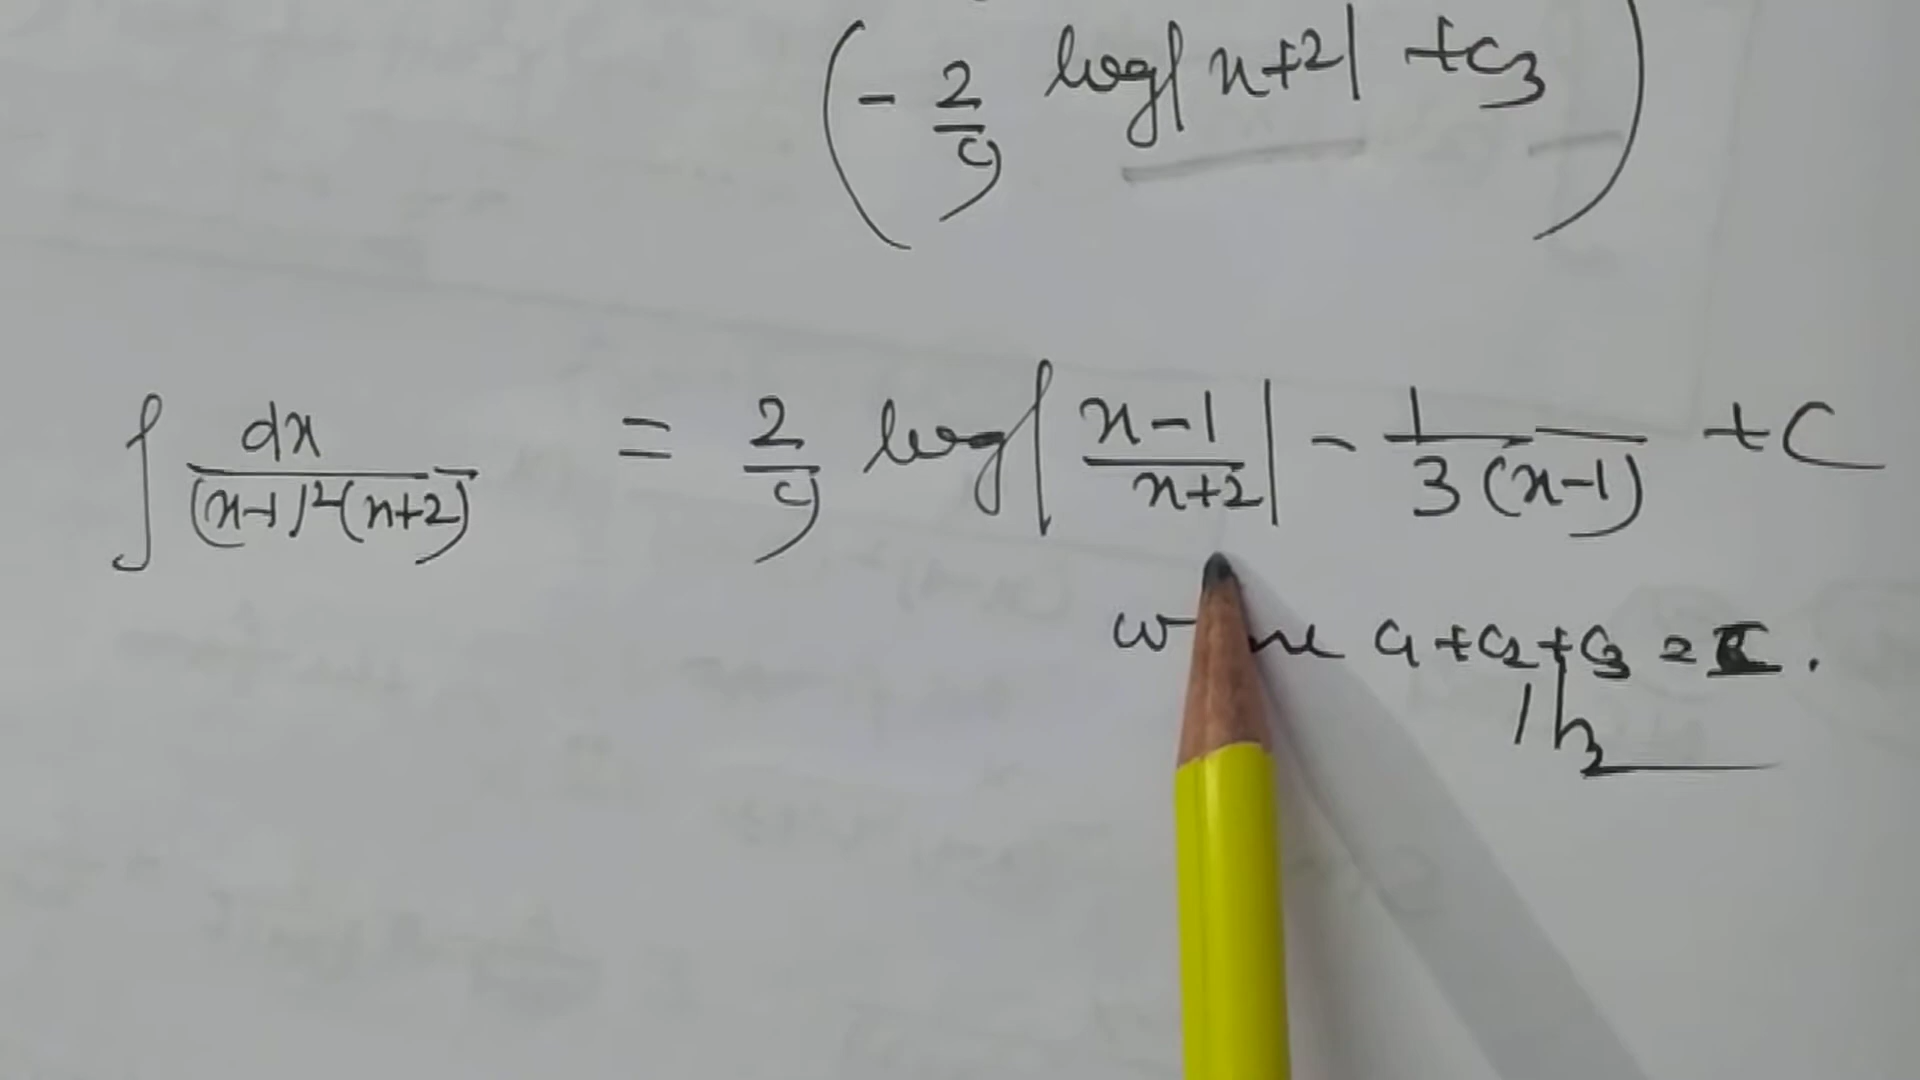 (- 2/9 log|x+2| + c₃)
∫ dx/((x-1)²(x+2)) = 2/9 log|(x-1)/(x+2)| - 1/(3(x-1)) + C
c₁+c₂+c₃ = C.